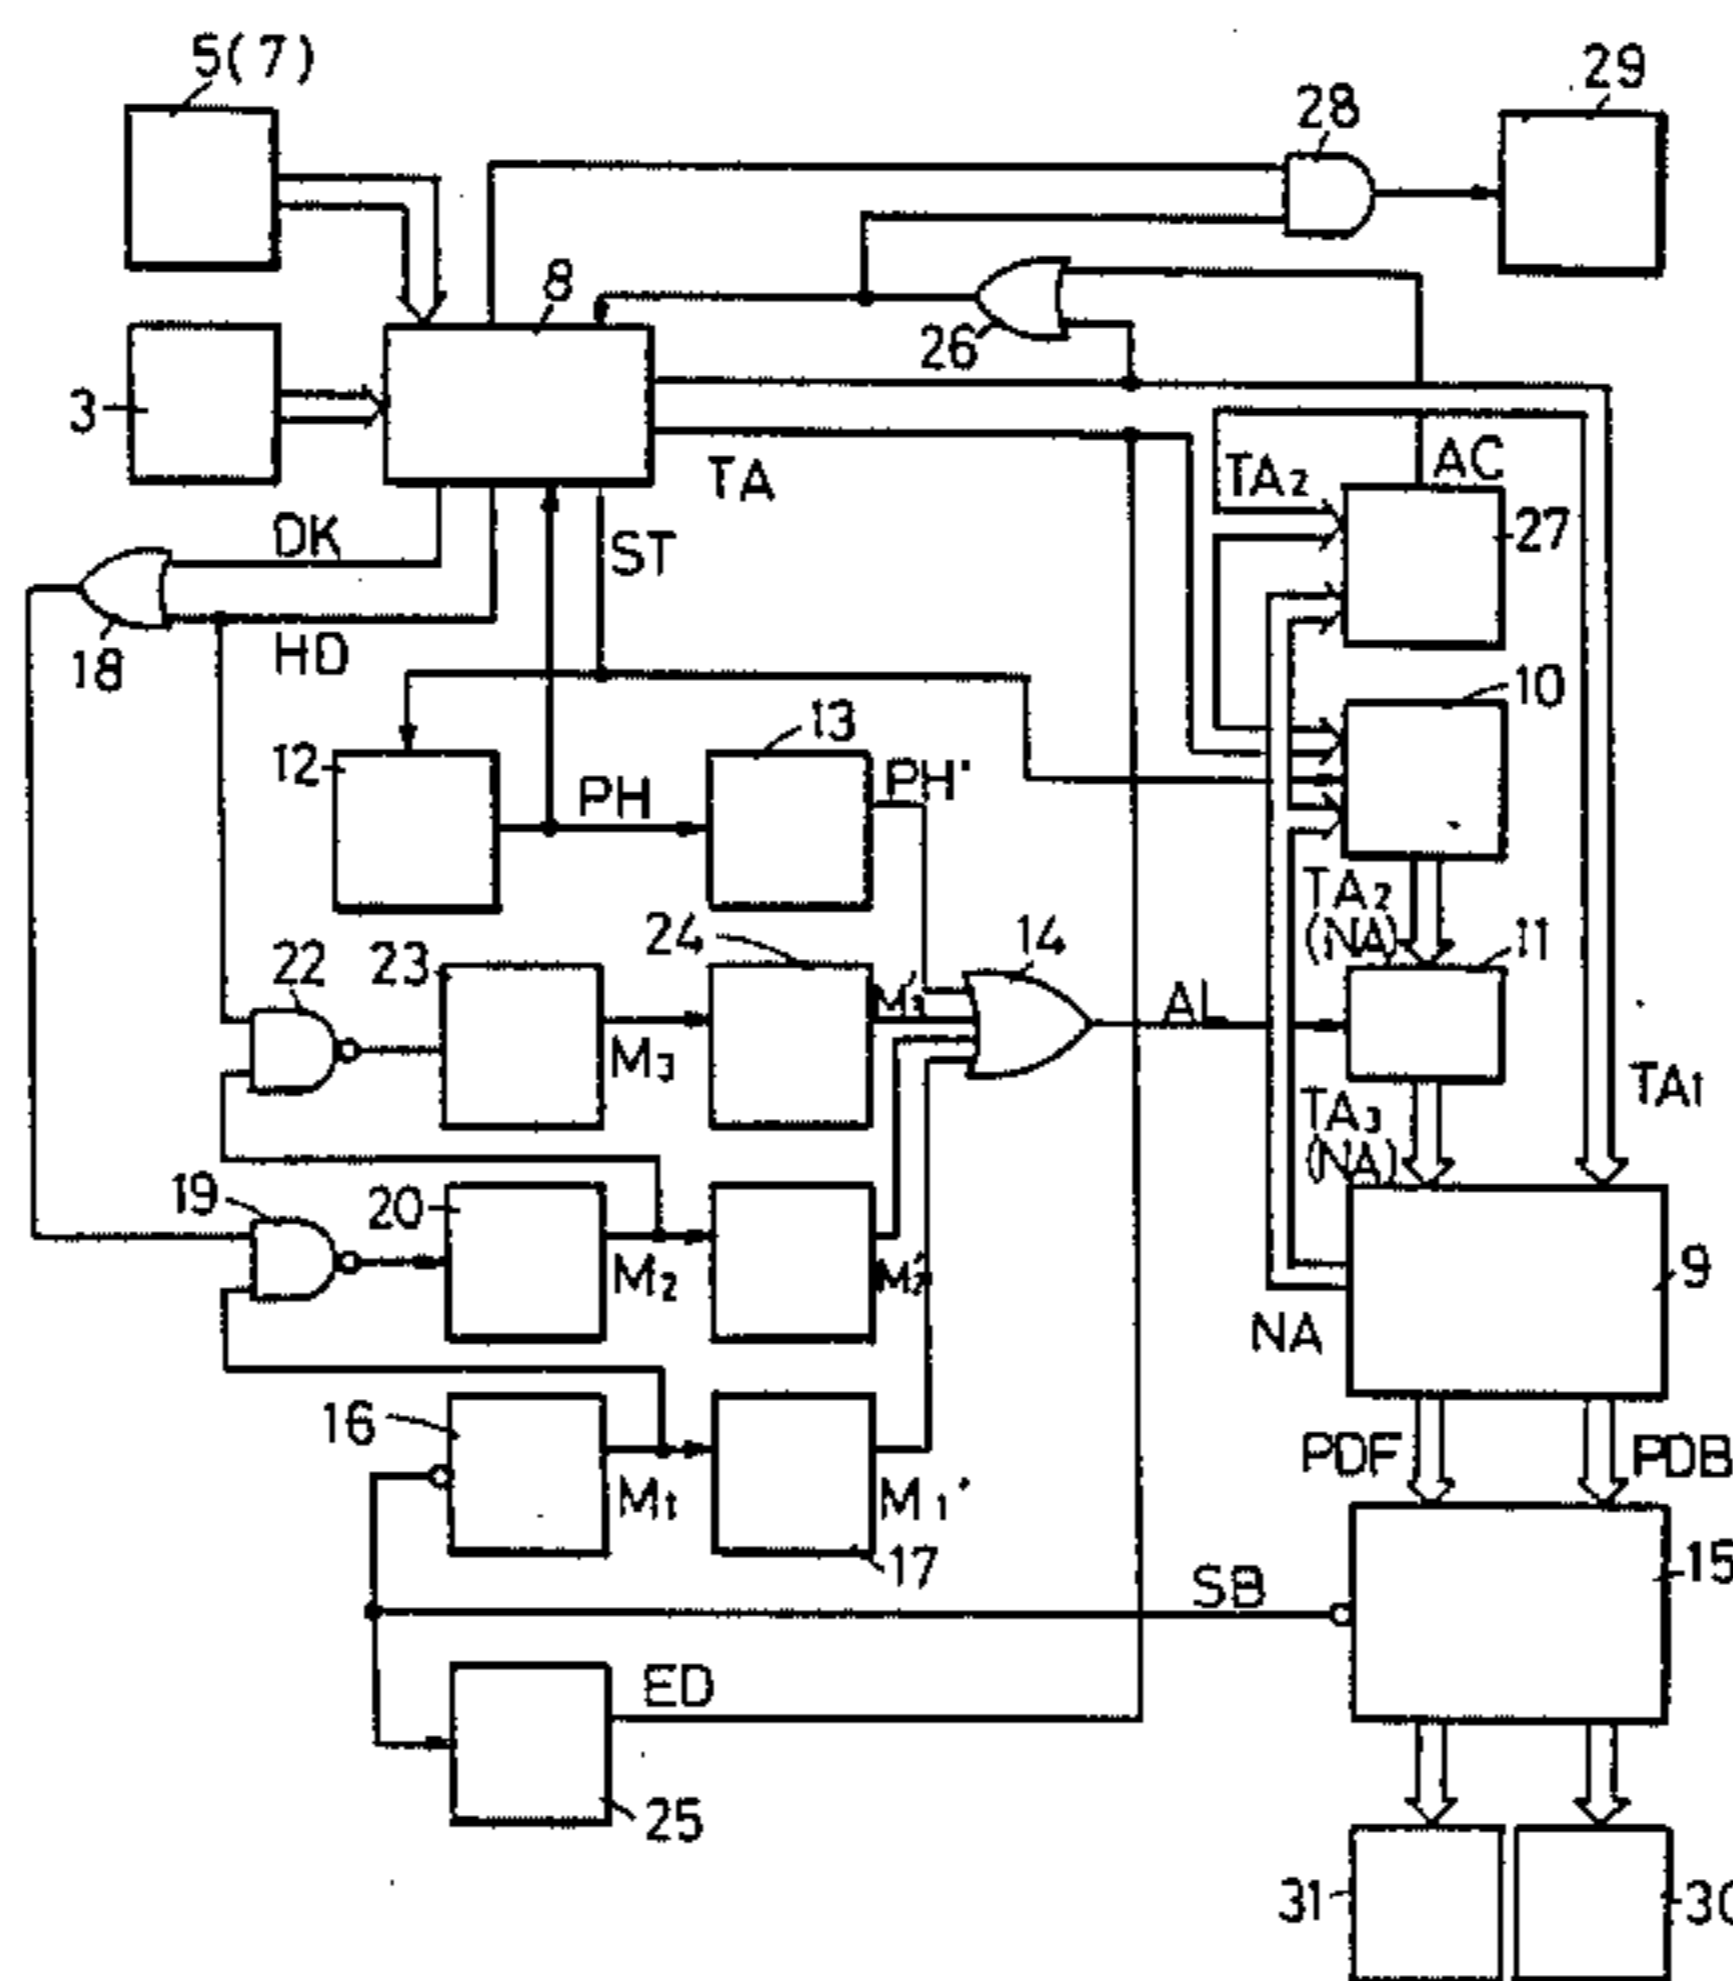 5(7)
29
28
8
26
3
TA
TA2
AC
27
DK
ST
18
HD
10
13
12
PH
PH'
TA2
(NA)
24
14
11
22
23
M3'
AL
M3
TA3
(NA)
TA1
19
20
M2
M2'
9
NA
16
PDF
PDB
M1
M1'
17
15
SB
ED
25
31
30